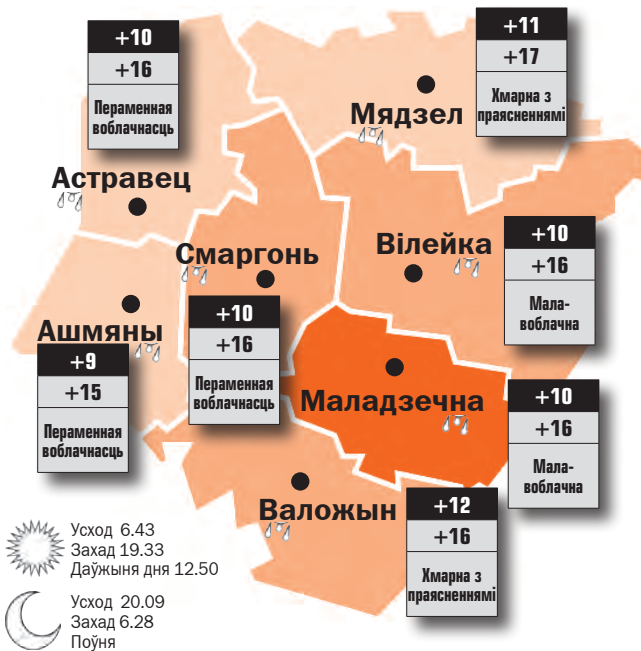 +10
+16
Пераменная
воблачнасць
Астравец
+11
+17
Хмарна з
праясненнямі
Мядзел
Смаргонь
+10
+16
Пераменная
воблачнасць
Вілейка
+10
+16
Мала-
воблачна
Ашмяны
+9
+15
Пераменная
воблачнасць
Маладзечна
+10
+16
Мала-
воблачна
Валожын
+12
+16
Хмарна з
праясненнямі
Усход 6.43
Захад 19.33
Даўжыня дня 12.50
Усход 20.09
Захад 6.28
Поўня